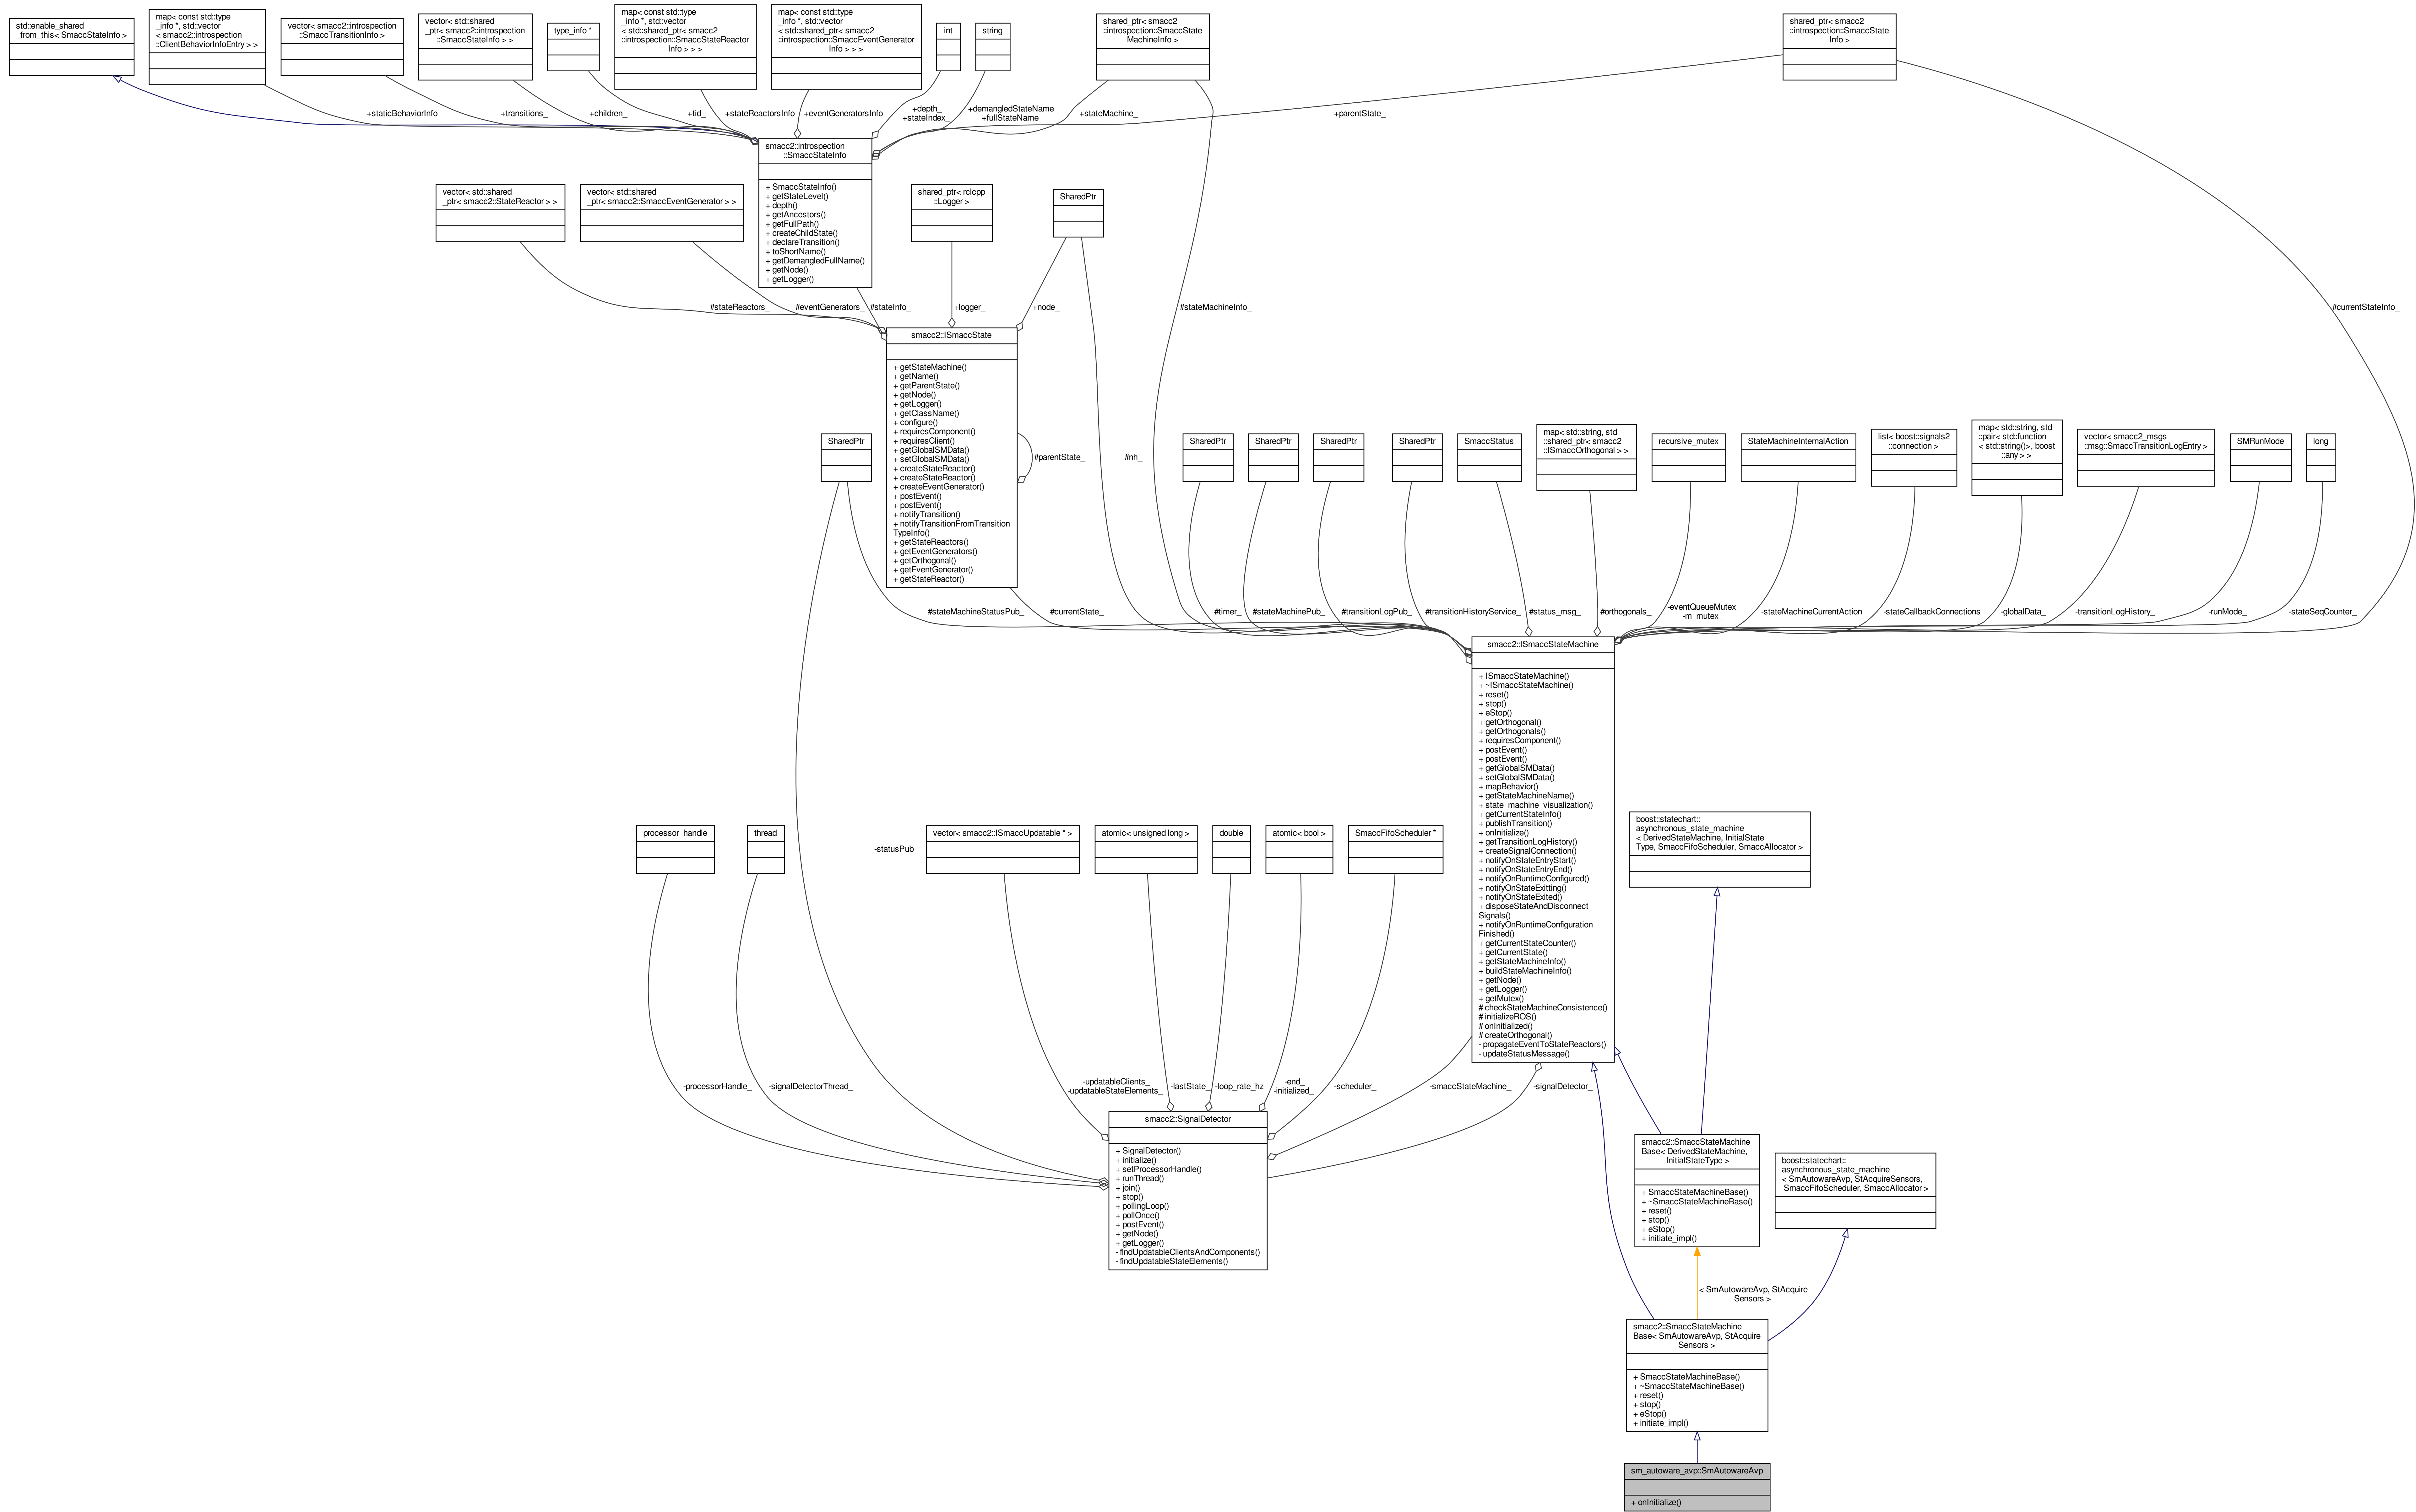 std::enable_shared
_from_this< SmaccStateInfo >
map< const std::type
_info *, std::vector
< smacc2::introspection
::ClientBehaviorInfoEntry > >
vector< smacc2::introspection
::SmaccTransitionInfo >
vector< std::shared
_ptr< smacc2::introspection
::SmaccStateInfo > >
type_info *
map< const std::type
_info *, std::vector
< std::shared_ptr< smacc2
::introspection::SmaccStateReactor
Info > > >
map< const std::type
_info *, std::vector
< std::shared_ptr< smacc2
::introspection::SmaccEventGenerator
Info > > >
int
string
shared_ptr< smacc2
::introspection::SmaccState
MachineInfo >
shared_ptr< smacc2
::introspection::SmaccState
Info >
+staticBehaviorInfo
+transitions_
+children_
+tid_
+stateReactorsInfo
+eventGeneratorsInfo
+depth_
+stateIndex_
+demangledStateName
+fullStateName
+stateMachine_
+parentState_
smacc2::introspection
::SmaccStateInfo
+ SmaccStateInfo()
+ getStateLevel()
+ depth()
+ getAncestors()
+ getFullPath()
+ createChildState()
+ declareTransition()
+ toShortName()
+ getDemangledFullName()
+ getNode()
+ getLogger()
vector< std::shared
_ptr< smacc2::StateReactor > >
vector< std::shared
_ptr< smacc2::SmaccEventGenerator > >
shared_ptr< rclcpp
::Logger >
SharedPtr
#stateReactors_
#eventGenerators_
#stateInfo_
+logger_
+node_
#stateMachineInfo_
#currentStateInfo_
smacc2::ISmaccState
+ getStateMachine()
+ getName()
+ getParentState()
+ getNode()
+ getLogger()
+ getClassName()
+ configure()
+ requiresComponent()
+ requiresClient()
+ getGlobalSMData()
+ setGlobalSMData()
+ createStateReactor()
+ createStateReactor()
+ createEventGenerator()
+ postEvent()
+ postEvent()
+ notifyTransition()
+ notifyTransitionFromTransition
TypeInfo()
+ getStateReactors()
+ getEventGenerators()
+ getOrthogonal()
+ getEventGenerator()
+ getStateReactor()
#parentState_
#nh_
SharedPtr
SharedPtr
SharedPtr
SharedPtr
SharedPtr
SmaccStatus
map< std::string, std
::shared_ptr< smacc2
::ISmaccOrthogonal > >
recursive_mutex
StateMachineInternalAction
list< boost::signals2
::connection >
map< std::string, std
::pair< std::function
< std::string()>, boost
::any > >
vector< smacc2_msgs
::msg::SmaccTransitionLogEntry >
SMRunMode
long
#stateMachineStatusPub_
#currentState_
#timer_
#stateMachinePub_
#transitionLogPub_
#transitionHistoryService_
#status_msg_
#orthogonals_
-eventQueueMutex_
-m_mutex_
-stateMachineCurrentAction
-stateCallbackConnections
-globalData_
-transitionLogHistory_
-runMode_
-stateSeqCounter_
smacc2::ISmaccStateMachine
+ ISmaccStateMachine()
+ ~ISmaccStateMachine()
+ reset()
+ stop()
+ eStop()
+ getOrthogonal()
+ getOrthogonals()
+ requiresComponent()
+ postEvent()
+ postEvent()
+ getGlobalSMData()
+ setGlobalSMData()
+ mapBehavior()
+ getStateMachineName()
+ state_machine_visualization()
+ getCurrentStateInfo()
+ publishTransition()
+ onInitialize()
+ getTransitionLogHistory()
+ createSignalConnection()
+ notifyOnStateEntryStart()
+ notifyOnStateEntryEnd()
+ notifyOnRuntimeConfigured()
+ notifyOnStateExitting()
+ notifyOnStateExited()
+ disposeStateAndDisconnect
Signals()
+ notifyOnRuntimeConfiguration
Finished()
+ getCurrentStateCounter()
+ getCurrentState()
+ getStateMachineInfo()
+ buildStateMachineInfo()
+ getNode()
+ getLogger()
+ getMutex()
# checkStateMachineConsistence()
# initializeROS()
# onInitialized()
# createOrthogonal()
- propagateEventToStateReactors()
- updateStatusMessage()
boost::statechart::
asynchronous_state_machine
< DerivedStateMachine, InitialState
Type, SmaccFifoScheduler, SmaccAllocator >
processor_handle
thread
-statusPub_
vector< smacc2::ISmaccUpdatable * >
atomic< unsigned long >
double
atomic< bool >
SmaccFifoScheduler *
-processorHandle_
-signalDetectorThread_
-updatableClients_
-updatableStateElements_
-lastState_
-loop_rate_hz
-end_
-initialized_
-scheduler_
-smaccStateMachine_
-signalDetector_
smacc2::SignalDetector
+ SignalDetector()
+ initialize()
+ setProcessorHandle()
+ runThread()
+ join()
+ stop()
+ pollingLoop()
+ pollOnce()
+ postEvent()
+ getNode()
+ getLogger()
- findUpdatableClientsAndComponents()
- findUpdatableStateElements()
smacc2::SmaccStateMachine
Base< DerivedStateMachine,
InitialStateType >
+ SmaccStateMachineBase()
+ ~SmaccStateMachineBase()
+ reset()
+ stop()
+ eStop()
+ initiate_impl()
boost::statechart::
asynchronous_state_machine
< SmAutowareAvp, StAcquireSensors,
SmaccFifoScheduler, SmaccAllocator >
< SmAutowareAvp, StAcquire
Sensors >
smacc2::SmaccStateMachine
Base< SmAutowareAvp, StAcquire
Sensors >
+ SmaccStateMachineBase()
+ ~SmaccStateMachineBase()
+ reset()
+ stop()
+ eStop()
+ initiate_impl()
sm_autoware_avp::SmAutowareAvp
+ onInitialize()